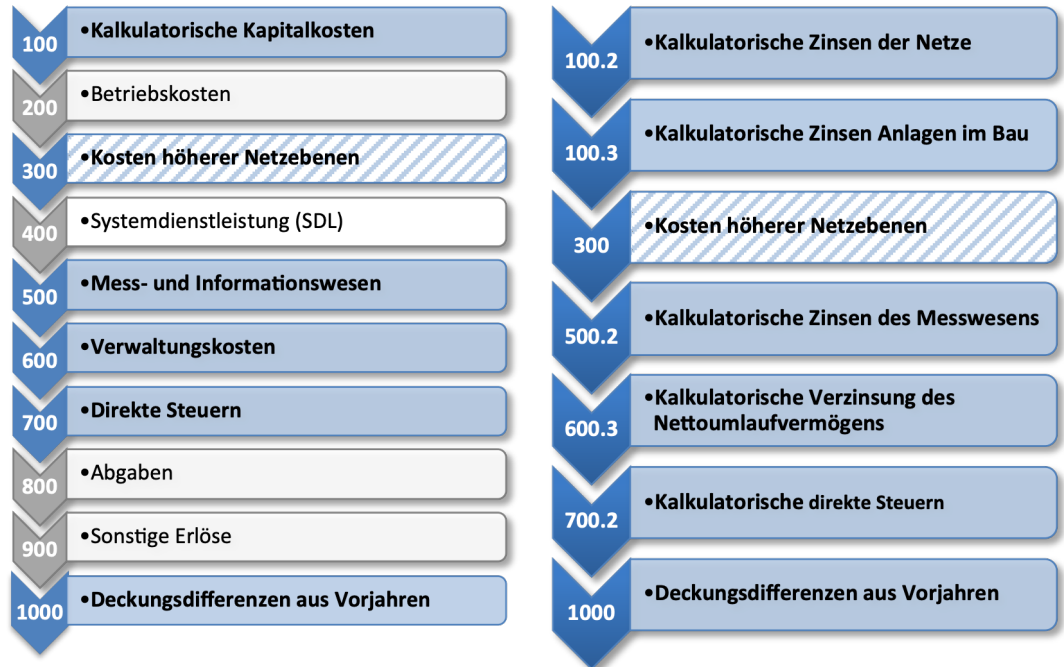 100
•Kalkulatorische Kapitalkosten
200
•Betriebskosten
300
•Kosten höherer Netzebenen
400
•Systemdienstleistung (SDL)
500
•Mess- und Informationswesen
600
•Verwaltungskosten
700
•Direkte Steuern
800
•Abgaben
900
•Sonstige Erlöse
1000
•Deckungsdifferenzen aus Vorjahren
100.2
•Kalkulatorische Zinsen der Netze
100.3
•Kalkulatorische Zinsen Anlagen im Bau
300
•Kosten höherer Netzebenen
500.2
•Kalkulatorische Zinsen des Messwesens
600.3
•Kalkulatorische Verzinsung des
Nettoumlaufvermögens
700.2
•Kalkulatorische direkte Steuern
1000
•Deckungsdifferenzen aus Vorjahren